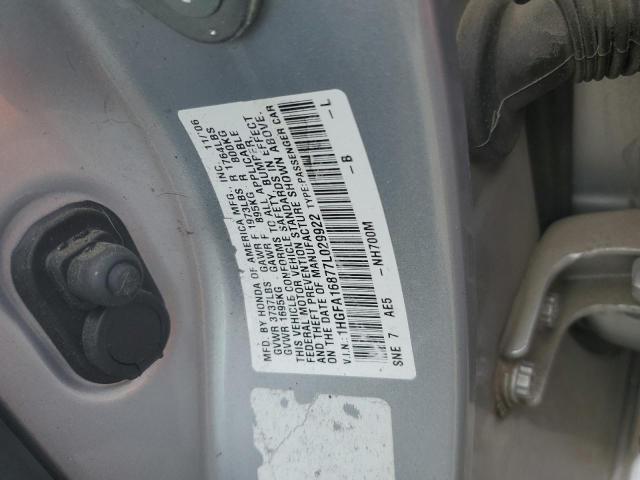 MFD. BY HONDA OF AMERICA MFG., INC. 11/06
GVWR 3737LBS GAWR F 1973LBS R 1764LBS
GVWR 1695KG GAWR F 895KG R 800KG
THIS VEHICLE CONFORMS TO ALL APPLICABLE
FEDERAL MOTOR VEHICLE SAFETY, BUMPER,
AND THEFT PREVENTION STANDARDS IN EFFECT
ON THE DATE OF MANUFACTURE SHOWN ABOVE.
V.I.N.: 1HGFA16877L029922 TYPE: PASSENGER CAR
SNE 7 AE5 -NH700M -B -L